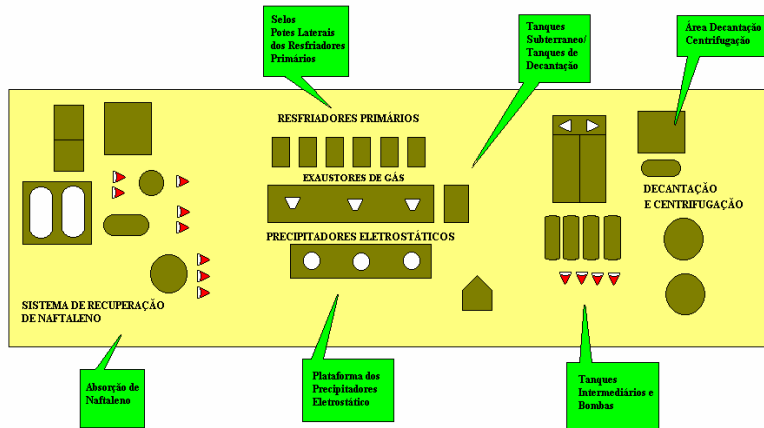 Selos
Potes Laterais
dos Resfriadores
Primários
Tanques
Subterraneo/
Tanques de
Decantação
Área Decantação
Centrifugação
RESFRIADORES PRIMÁRIOS
EXAUSTORES DE GÁS
DECANTAÇÃO
E CENTRIFUGAÇÃO
PRECIPITADORES ELETROSTÁTICOS
SISTEMA DE RECUPERAÇÃO
DE NAFTALENO
Absorção de
Naftaleno
Plataforma dos
Precipitadores
Eletrostático
Tanques
Intermediários e
Bombas